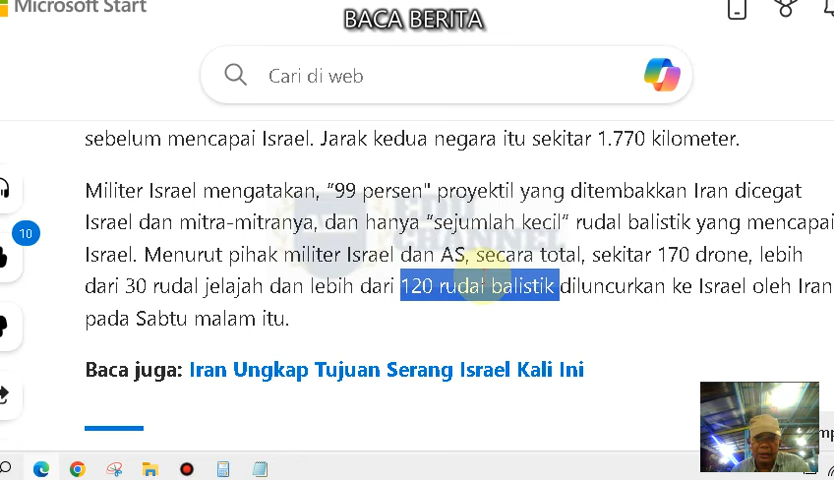 Microsoft Start
BACA BERITA
Cari di web
sebelum mencapai Israel. Jarak kedua negara itu sekitar 1.770 kilometer.
Militer Israel mengatakan, “99 persen" proyektil yang ditembakkan Iran dicegat
Israel dan mitra-mitranya, dan hanya “sejumlah kecil” rudal balistik yang mencapai
10
Israel. Menurut pihak militer Israel dan AS, secara total, sekitar 170 drone, lebih
dari 30 rudal jelajah dan lebih dari 120 rudal balistik diluncurkan ke Israel oleh Iran
pada Sabtu malam itu.
EDU
CHANNEL
Baca juga: Iran Ungkap Tujuan Serang Israel Kali Ini